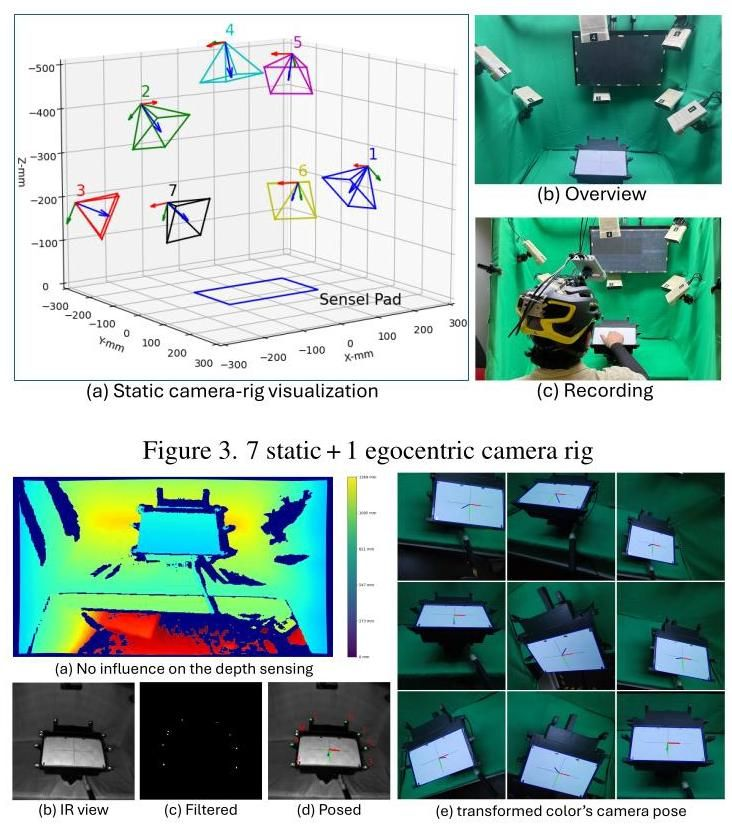 4
5
2
1
3
7
6
Sensel Pad
−500
−400
−300
−200
−100
0
Z-mm
−300
−200
−100
0
100
200
300
Y-mm
−300
−200
−100
0
100
200
300
X-mm
(a) Static camera-rig visualization
4
(b) Overview
(c) Recording
Figure 3. 7 static + 1 egocentric camera rig
0 mm
(a) No influence on the depth sensing
(b) IR view
(c) Filtered
(d) Posed
(e) transformed color's camera pose